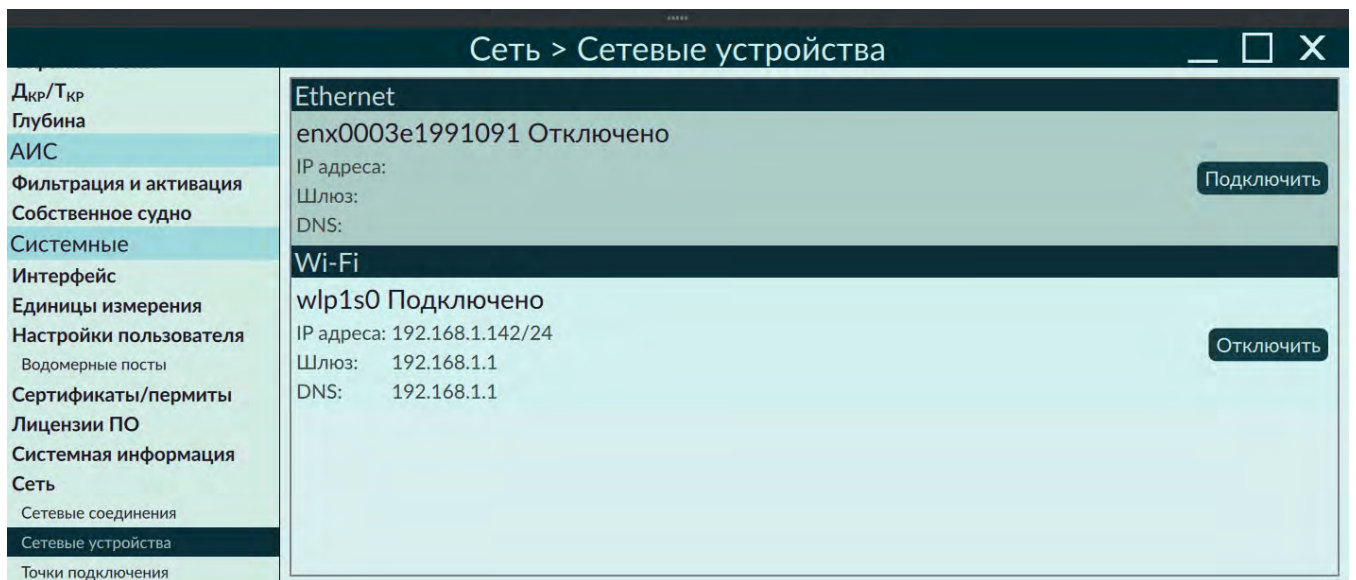 Сеть > Сетевые устройства
Д_КР/Т_КР
Глубина
АИС
Фильтрация и активация
Собственное судно
Системные
Интерфейс
Единицы измерения
Настройки пользователя
Водомерные посты
Сертификаты/пермиты
Лицензии ПО
Системная информация
Сеть
Сетевые соединения
Сетевые устройства
Точки подключения
Ethernet
enx0003e1991091 Отключено
IP адреса:
Шлюз:
DNS:
Подключить
Wi-Fi
wlp1s0 Подключено
IP адреса: 192.168.1.142/24
Шлюз: 192.168.1.1
DNS: 192.168.1.1
Отключить